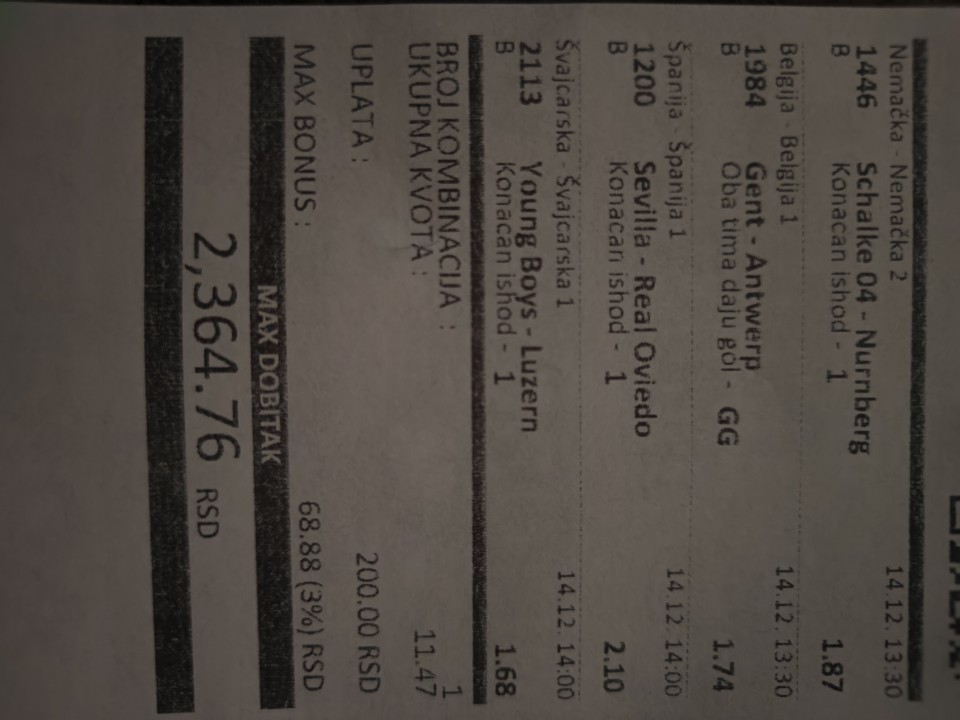 Nemačka - Nemačka 2 14.12. 13:30
1446 Schalke 04 - Nurnberg 1.87
B Konacan ishod - 1
Belgija - Belgija 1 14.12. 13:30
1984 Gent - Antwerp 1.74
B Oba tima daju gol - GG
Španija - Španija 1 14.12. 14:00
1200 Sevilla - Real Oviedo 2.10
B Konacan ishod - 1
Švajcarska - Švajcarska 1 14.12. 14:00
2113 Young Boys - Luzern 1.68
B Konacan ishod - 1
BROJ KOMBINACIJA : 1
UKUPNA KVOTA : 11.47
UPLATA : 200.00 RSD
MAX BONUS : 68.88 (3%) RSD
MAX DOBITAK
2,364.76 RSD